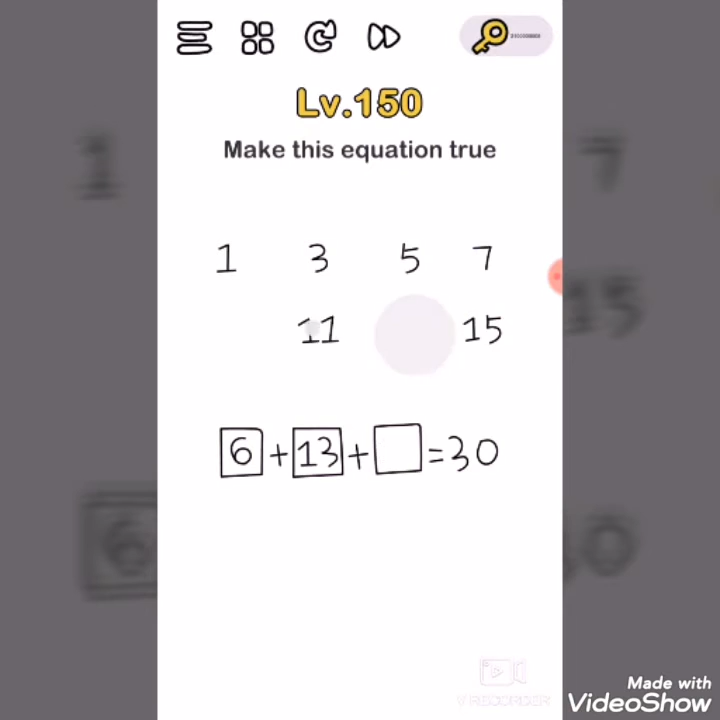 Lv.150
Make this equation true
1 3 5 7
11 15
6 + 13 + = 30
Made with
VideoShow